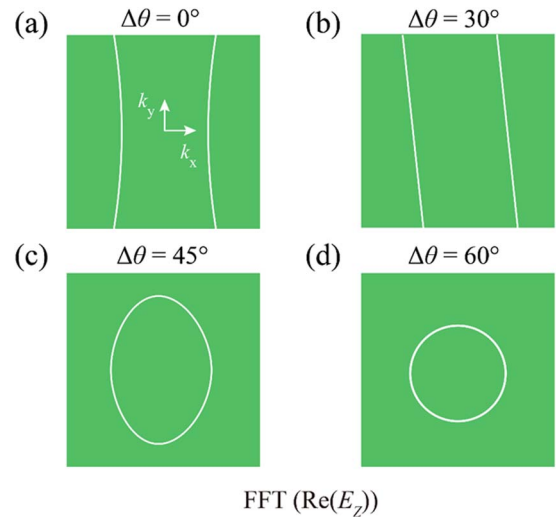 (a) Δθ = 0°
(b) Δθ = 30°
k_y
k_x
(c) Δθ = 45°
(d) Δθ = 60°
FFT (Re(E_Z))